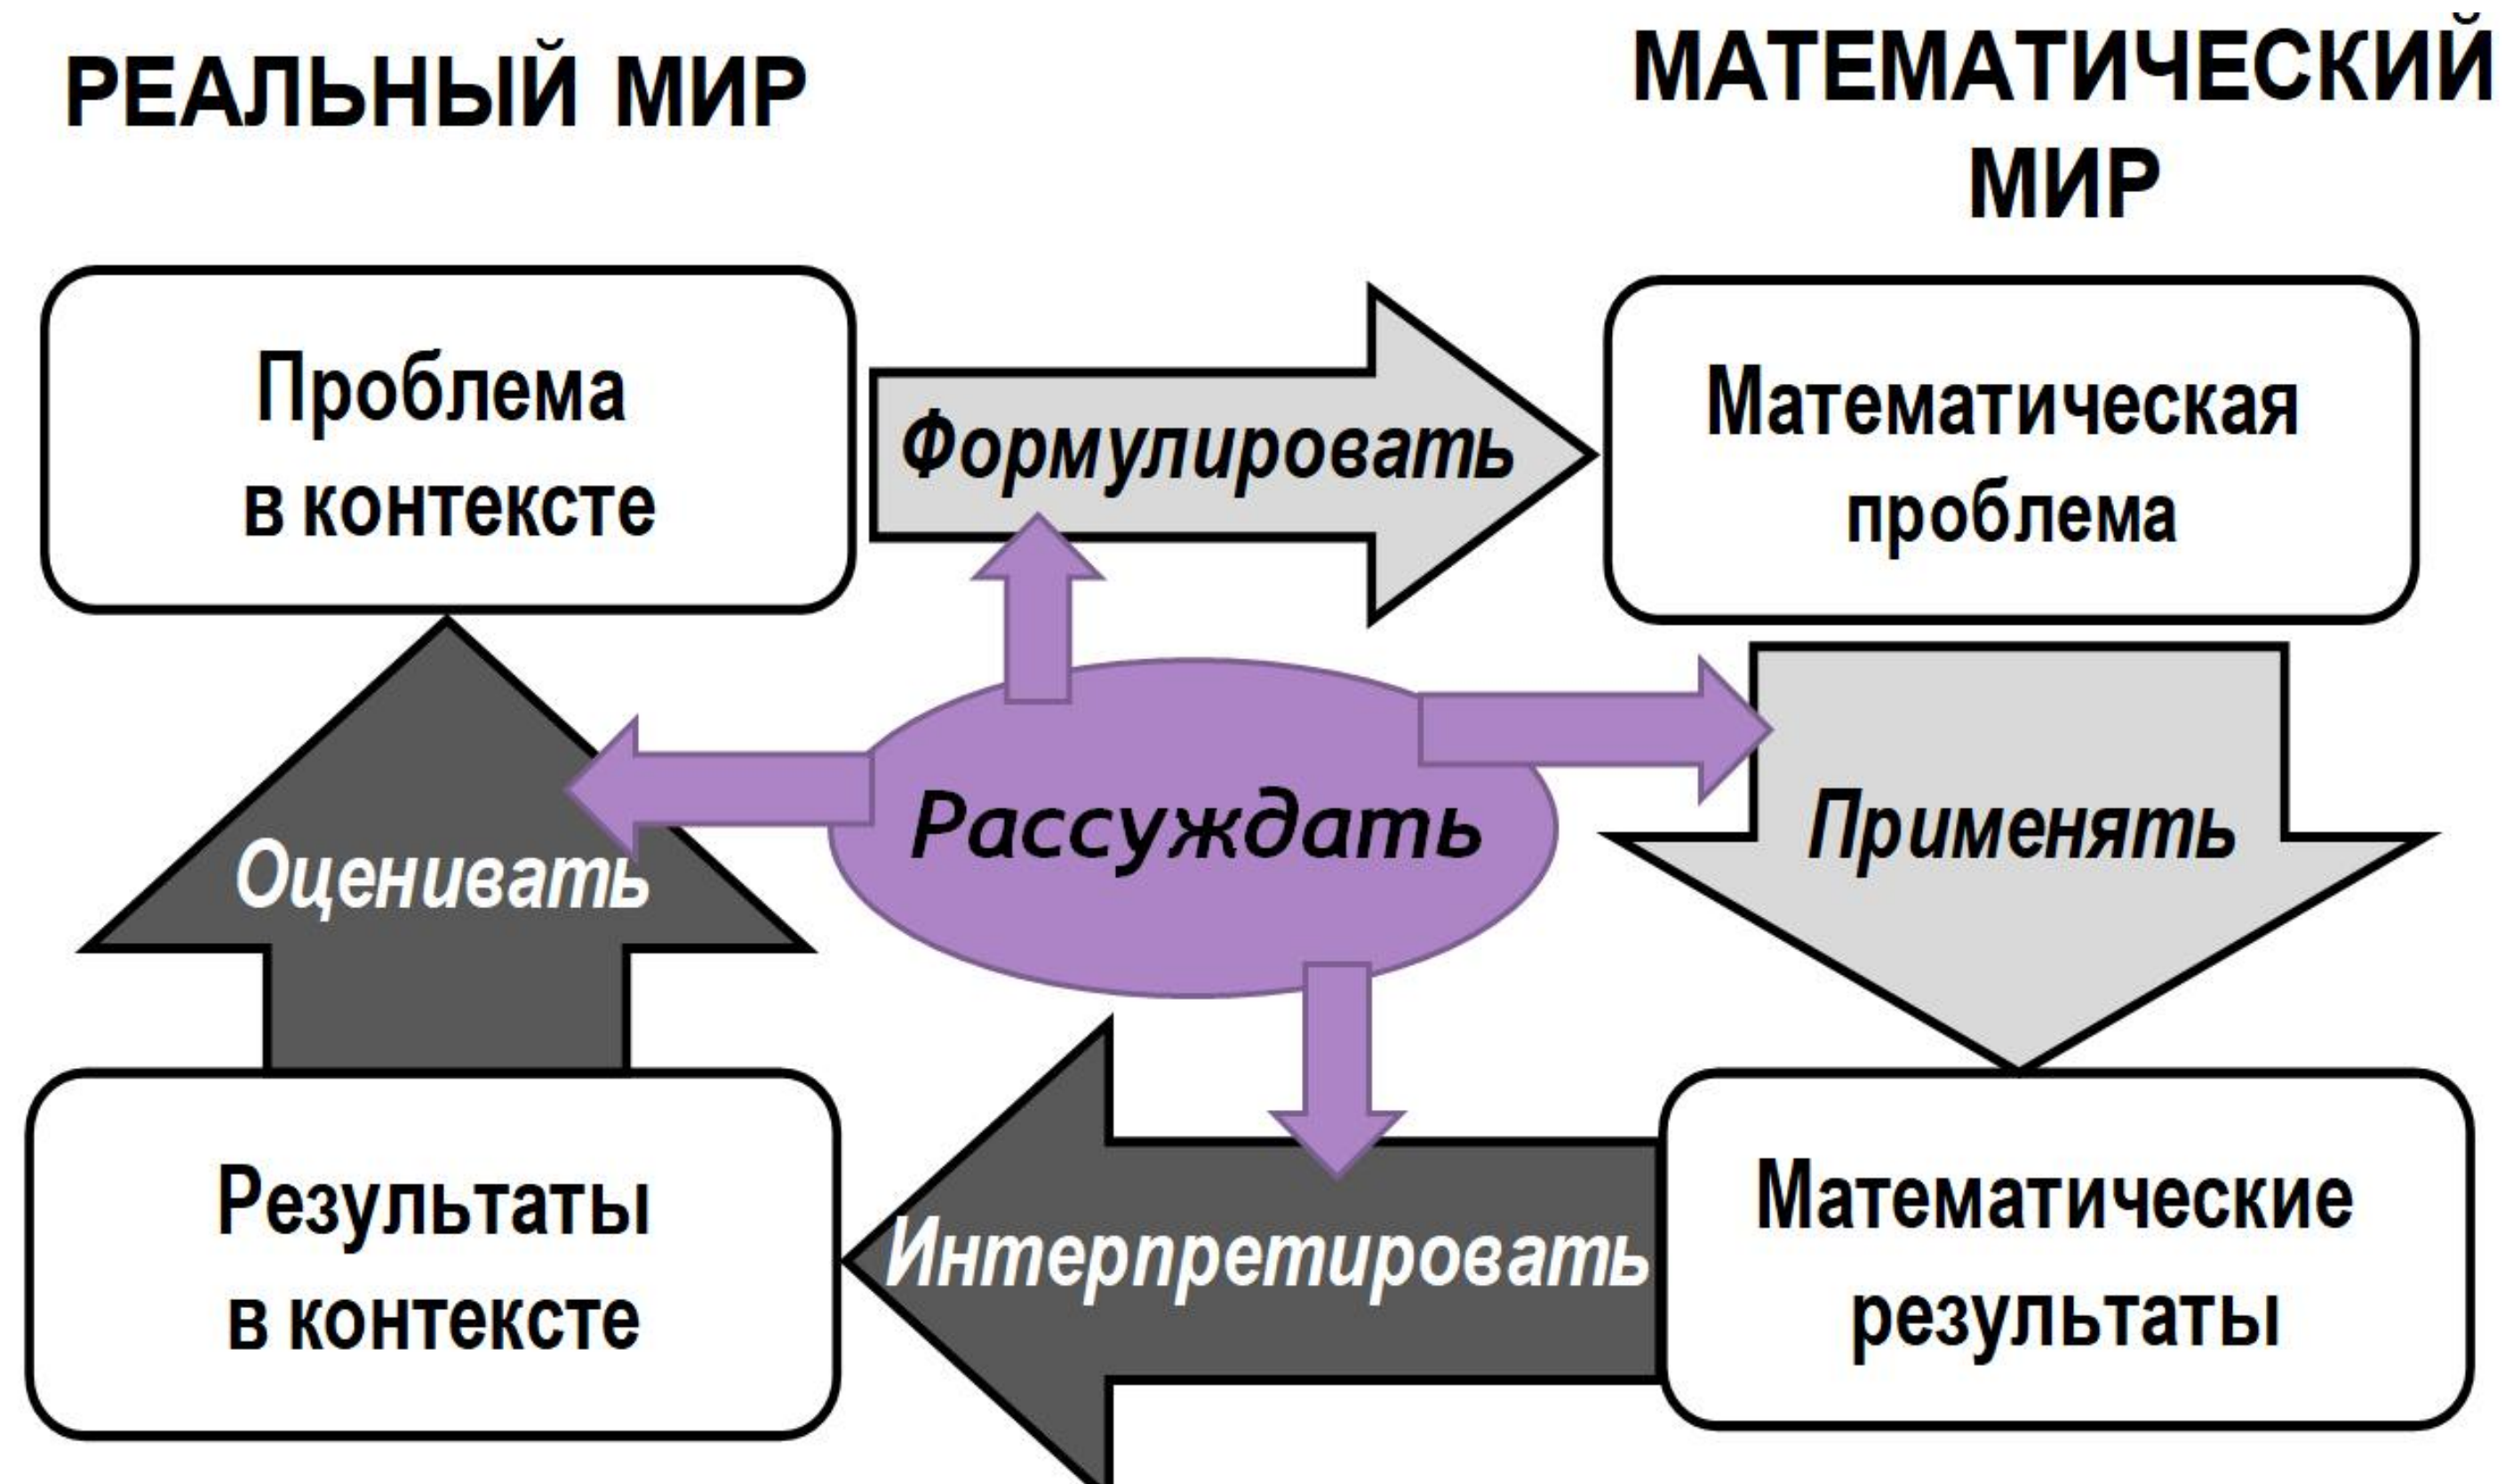 РЕАЛЬНЫЙ МИР
МАТЕМАТИЧЕСКИЙ
МИР
Проблема
в контексте
Формулировать
Математическая
проблема
Оценивать
Рассуждать
Применять
Результаты
в контексте
Интерпретировать
Математические
результаты